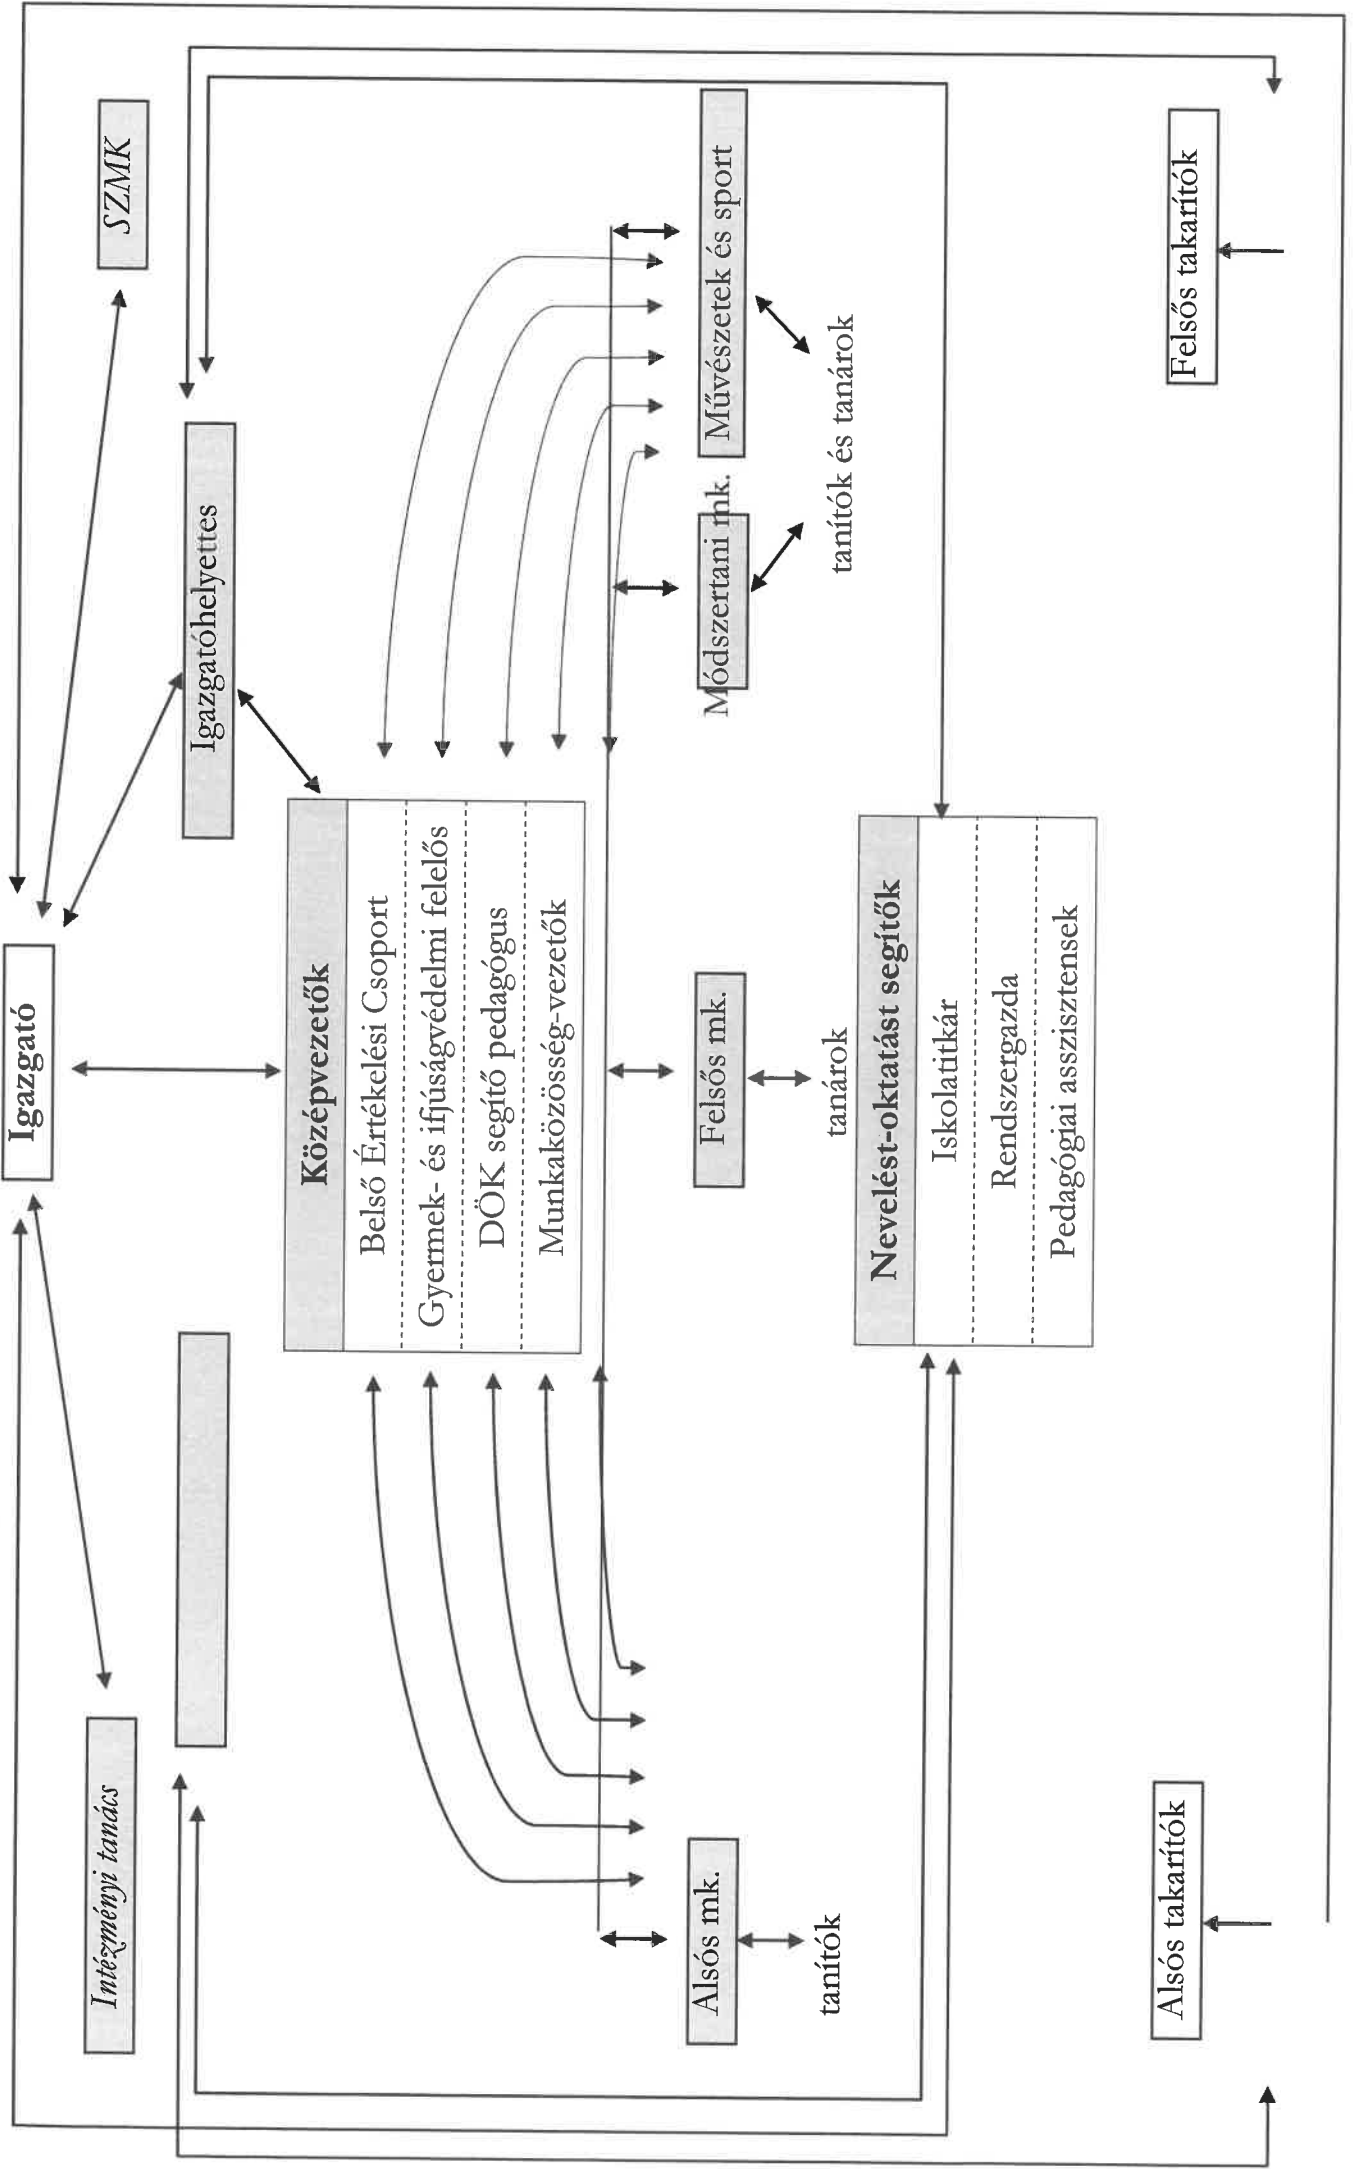 Igazgató
Intézményi tanács
SZMK
Igazgatóhelyettes
Középvezetők
Belső Értékelési Csoport
Gyermek- és ifjúságvédelmi felelős
DÖK segítő pedagógus
Munkaközösség-vezetők
Alsós mk.
Felsős mk.
Módszertani mk.
Művészetek és sport
tanítók
tanárok
tanítók és tanárok
Nevelést-oktatást segítők
Iskolatitkár
Rendszergazda
Pedagógiai asszisztensek
Alsós takarítók
Felsős takarítók